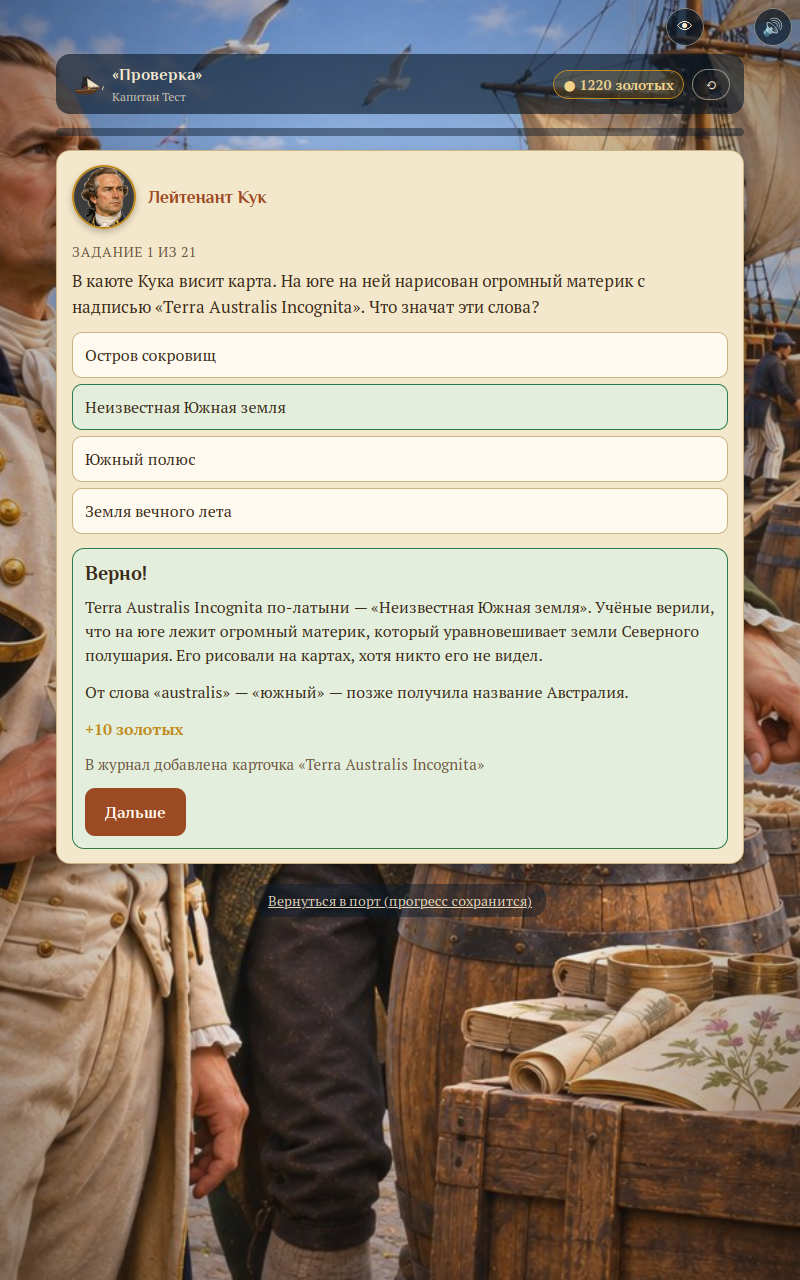 «Проверка»
Капитан Тест
1220 золотых
Лейтенант Кук
ЗАДАНИЕ 1 ИЗ 21
В каюте Кука висит карта. На юге на ней нарисован огромный материк с
надписью «Terra Australis Incognita». Что значат эти слова?
Остров сокровищ
Неизвестная Южная земля
Южный полюс
Земля вечного лета
Верно!
Terra Australis Incognita по-латыни — «Неизвестная Южная земля». Учёные верили,
что на юге лежит огромный материк, который уравновешивает земли Северного
полушария. Его рисовали на картах, хотя никто его не видел.
От слова «australis» — «южный» — позже получила название Австралия.
+10 золотых
В журнал добавлена карточка «Terra Australis Incognita»
Дальше
Вернуться в порт (прогресс сохранится)